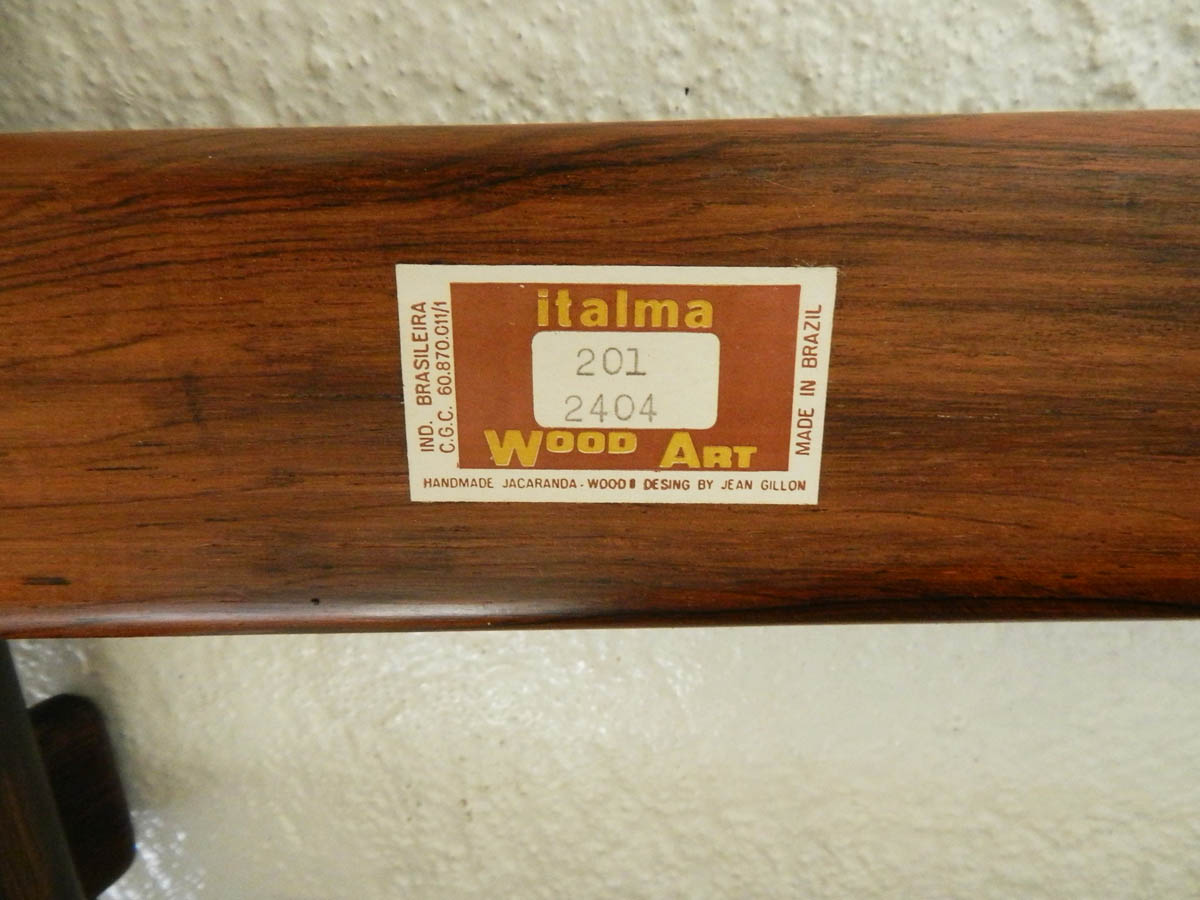 italma
201
2404
WOOD ART
IND. BRASILEIRA
C.G.C. 60.870.011/1
MADE IN BRAZIL
HANDMADE JACARANDA - WOOD DESING BY JEAN GILLON